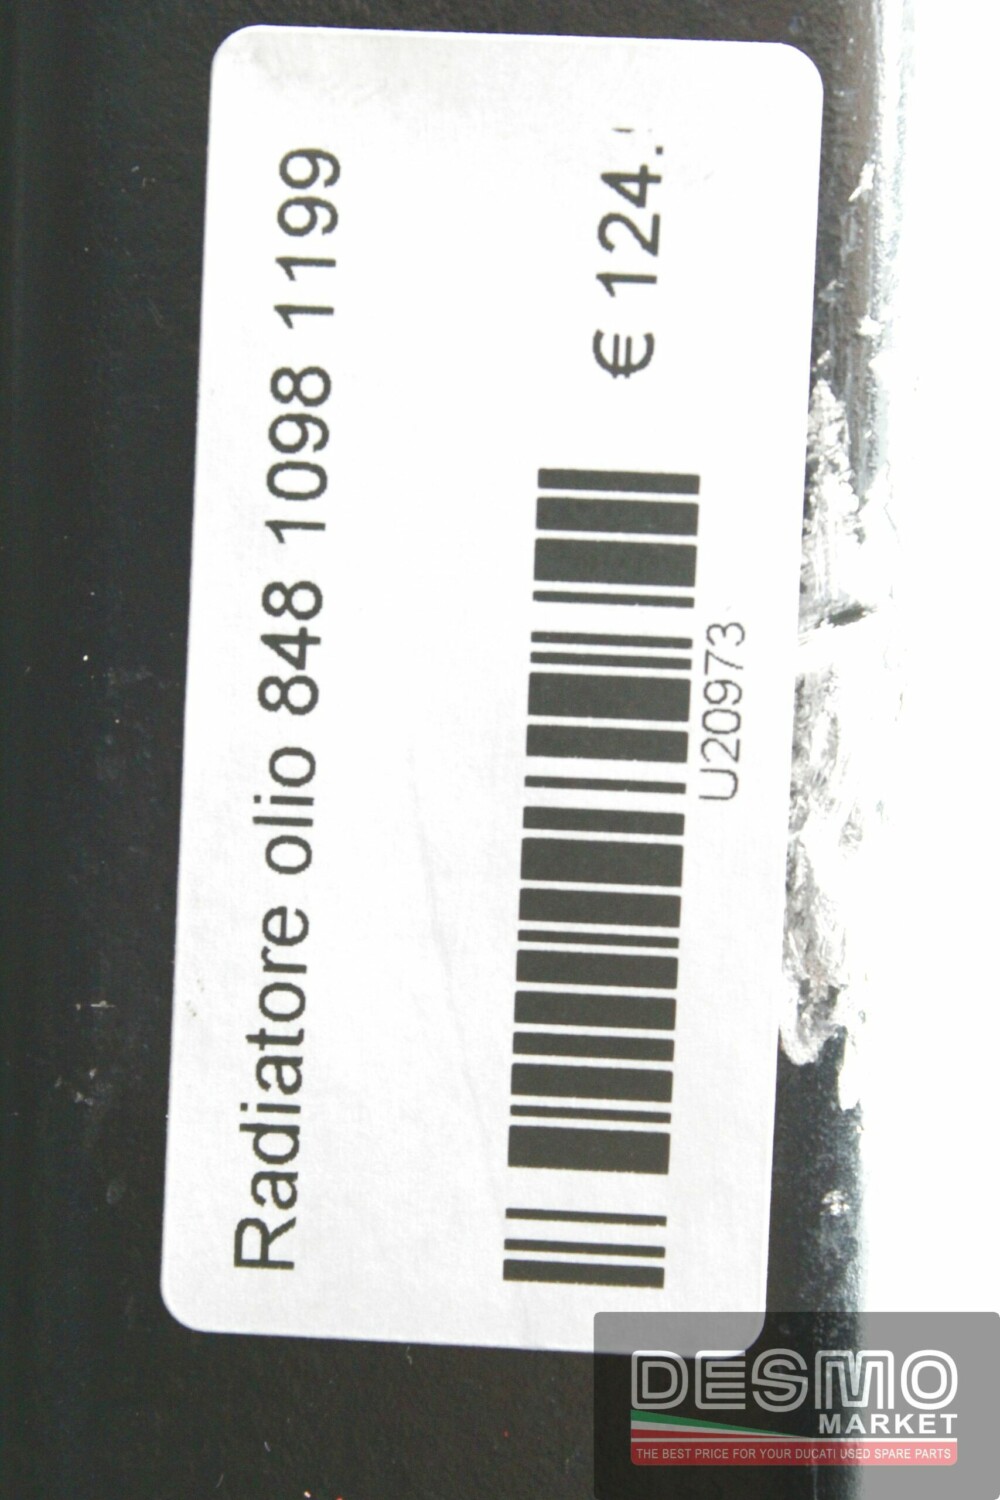 Radiatore olio 848 1098 1199
€ 124.
U20973
DESMO
MARKET
THE BEST PRICE FOR YOUR DUCATI USED SPARE PARTS